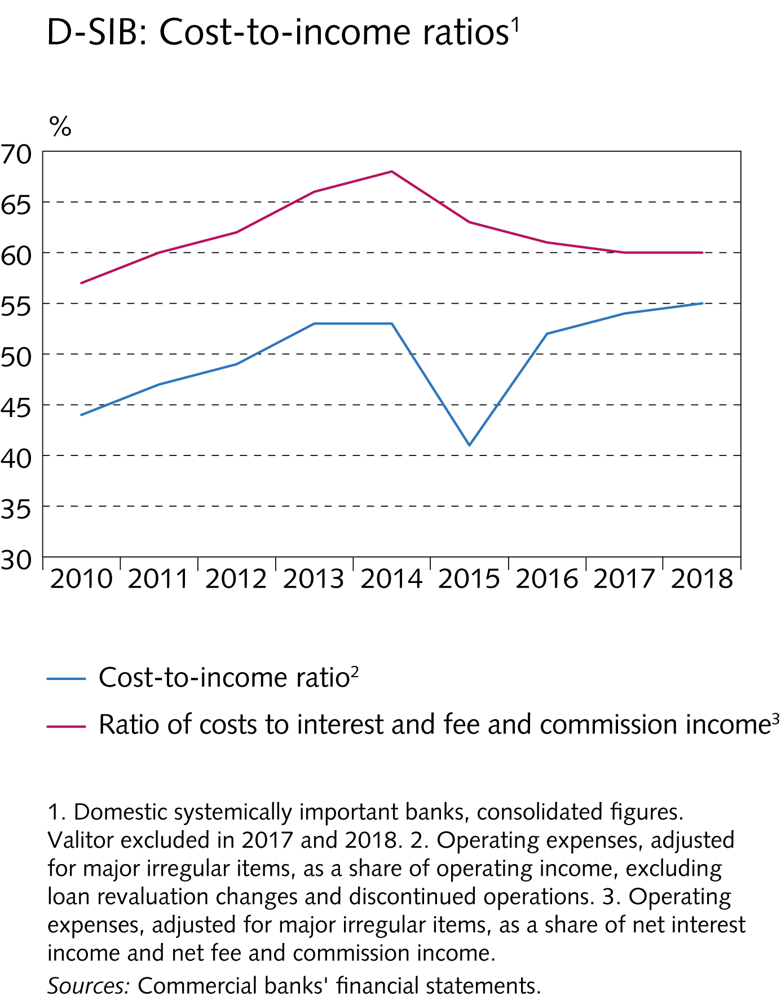 D-SIB: Cost-to-income ratios¹
%
70
65
60
55
50
45
40
35
30
2010 2011 2012 2013 2014 2015 2016 2017 2018
Cost-to-income ratio²
Ratio of costs to interest and fee and commission income³
1. Domestic systemically important banks, consolidated figures.
Valitor excluded in 2017 and 2018. 2. Operating expenses, adjusted
for major irregular items, as a share of operating income, excluding
loan revaluation changes and discontinued operations. 3. Operating
expenses, adjusted for major irregular items, as a share of net interest
income and net fee and commission income.
Sources: Commercial banks' financial statements.